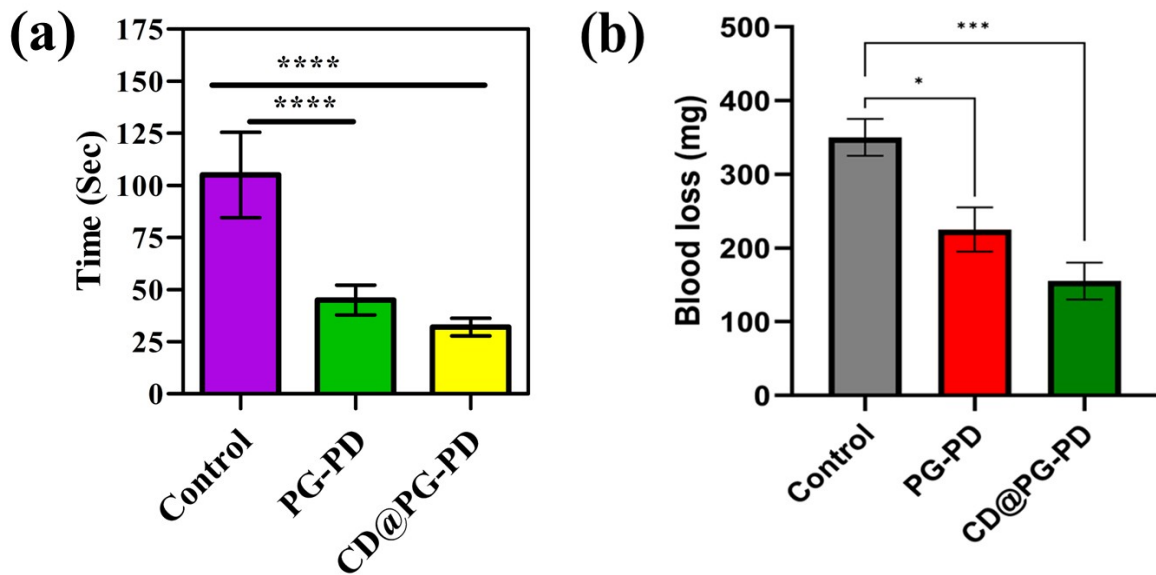 (a)
Time (Sec)
175
150
125
100
75
50
25
0
****
****
Control
PG-PD
CD@PG-PD
(b)
Blood loss (mg)
500
400
300
200
100
0
***
*
Control
PG-PD
CD@PG-PD